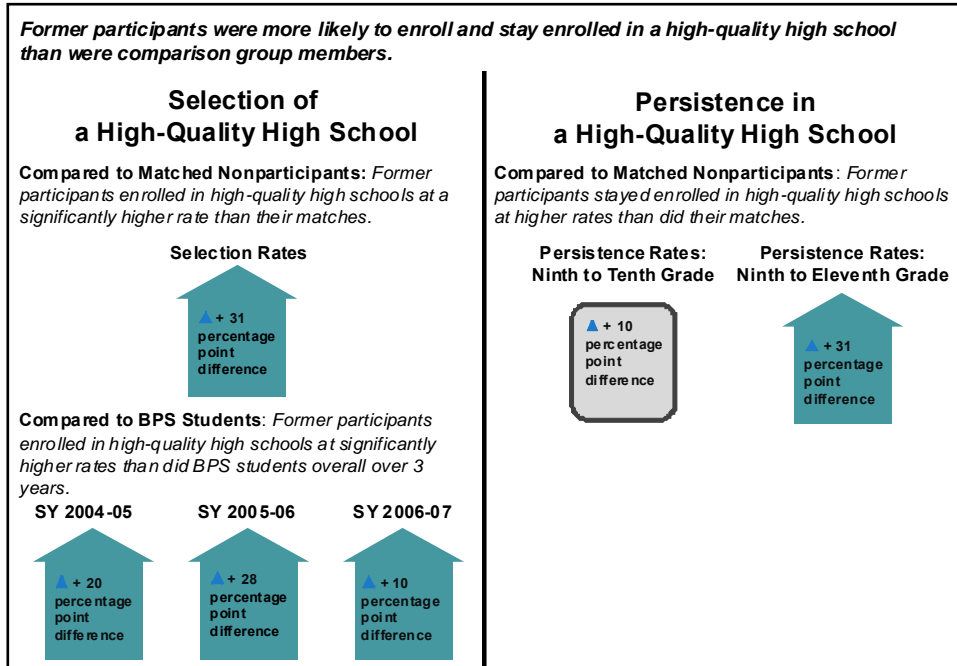 Former participants were more likely to enroll and stay enrolled in a high-quality high school
than were comparison group members.
Selection of
a High-Quality High School
Compared to Matched Nonparticipants: Former
participants enrolled in high-quality high schools at a
significantly higher rate than their matches.
Selection Rates
+ 31
percentage
point
difference
Compared to BPS Students: Former participants
enrolled in high-quality high schools at significantly
higher rates than did BPS students overall over 3
years.
SY 2004-05
SY 2005-06
SY 2006-07
+ 20
percentage
point
difference
+ 28
percentage
point
difference
+ 10
percentage
point
difference
Persistence in
a High-Quality High School
Compared to Matched Nonparticipants: Former
participants stayed enrolled in high-quality high schools
at higher rates than did their matches.
Persistence Rates:
Ninth to Tenth Grade
+ 10
percentage
point
difference
Persistence Rates:
Ninth to Eleventh Grade
+ 31
percentage
point
difference